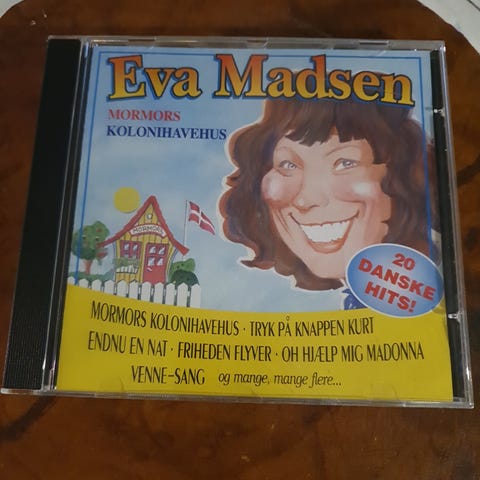 Eva Madsen
MORMORS
KOLONIHAVEHUS
MORMOR
20
DANSKE
HITS!
MORMORS KOLONIHAVEHUS · TRYK PÅ KNAPPEN KURT
ENDNU EN NAT · FRIHEDEN FLYVER · OH HJÆLP MIG MADONNA
VENNE-SANG og mange, mange flere...